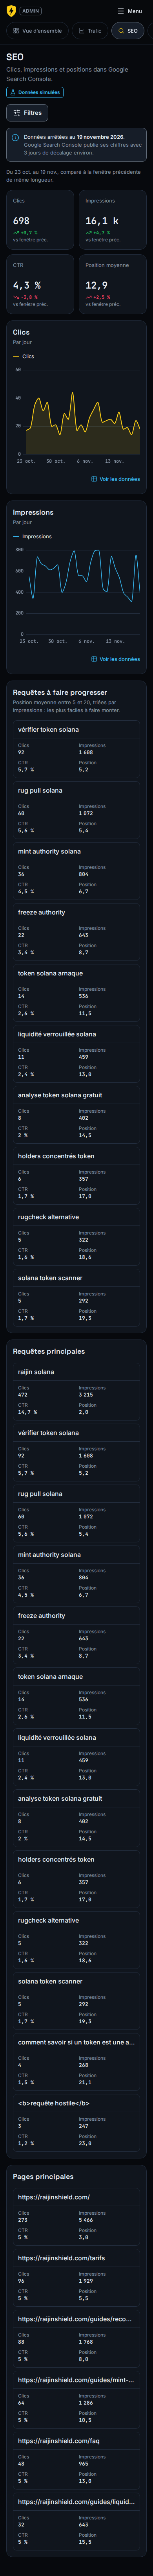 ADMIN
Menu
Vue d'ensemble
Trafic
SEO
SEO
Clics, impressions et positions dans Google
Search Console.
Données simulées
Filtres
Données arrêtées au 19 novembre 2026.
Google Search Console publie ses chiffres avec
3 jours de décalage environ.
Du 23 oct. au 19 nov., comparé à la fenêtre précédente
de même longueur.
Clics
698
+6,7 %
vs fenêtre préc.
Impressions
16,1 k
+4,7 %
vs fenêtre préc.
CTR
4,3 %
vs fenêtre préc.
Position moyenne
12,9
vs fenêtre préc.
Clics
Par jour
Clics
60
40
20
0
23 oct.
30 oct.
6 nov.
13 nov.
Voir les données
Impressions
Par jour
Impressions
800
600
400
200
0
23 oct.
30 oct.
6 nov.
13 nov.
Voir les données
Requêtes à faire progresser
Position moyenne entre 5 et 20, triées par
impressions : les plus faciles à faire monter.
vérifier token solana
Clics
92
Impressions
1 608
CTR
5,7 %
Position
5,2
rug pull solana
Clics
60
Impressions
1 072
CTR
5,6 %
Position
5,4
mint authority solana
Clics
36
Impressions
804
CTR
4,5 %
Position
6,7
freeze authority
Clics
22
Impressions
643
CTR
3,4 %
Position
8,7
token solana arnaque
Clics
14
Impressions
536
CTR
2,6 %
Position
11,5
liquidité verrouillée solana
Clics
11
Impressions
459
CTR
2,4 %
Position
13,0
analyse token solana gratuit
Clics
8
Impressions
402
CTR
2 %
Position
14,5
holders concentrés token
Clics
6
Impressions
357
CTR
1,7 %
Position
17,0
rugcheck alternative
Clics
5
Impressions
322
CTR
1,6 %
Position
18,6
solana token scanner
Clics
5
Impressions
292
CTR
1,7 %
Position
19,3
Requêtes principales
raijin solana
Clics
472
Impressions
3 215
CTR
14,7 %
Position
2,0
vérifier token solana
Clics
92
Impressions
1 608
CTR
5,7 %
Position
5,2
rug pull solana
Clics
60
Impressions
1 072
CTR
5,6 %
Position
5,4
mint authority solana
Clics
36
Impressions
804
CTR
4,5 %
Position
6,7
freeze authority
Clics
22
Impressions
643
CTR
3,4 %
Position
8,7
token solana arnaque
Clics
14
Impressions
536
CTR
2,6 %
Position
11,5
liquidité verrouillée solana
Clics
11
Impressions
459
CTR
2,4 %
Position
13,0
analyse token solana gratuit
Clics
8
Impressions
402
CTR
2 %
Position
14,5
holders concentrés token
Clics
6
Impressions
357
CTR
1,7 %
Position
17,0
rugcheck alternative
Clics
5
Impressions
322
CTR
1,6 %
Position
18,6
solana token scanner
Clics
5
Impressions
292
CTR
1,7 %
Position
19,3
comment savoir si un token est une a...
Clics
4
Impressions
268
CTR
1,5 %
Position
21,1
<b>requête hostile</b>
Clics
3
Impressions
247
CTR
1,2 %
Position
23,0
Pages principales
https://raijinshield.com/
Clics
273
Impressions
5 466
CTR
5 %
Position
3,0
https://raijinshield.com/tarifs
Clics
96
Impressions
1 929
CTR
5 %
Position
5,5
https://raijinshield.com/guides/reco...
Clics
88
Impressions
1 768
CTR
5 %
Position
8,0
https://raijinshield.com/guides/mint-...
Clics
64
Impressions
1 286
CTR
5 %
Position
10,5
https://raijinshield.com/faq
Clics
48
Impressions
965
CTR
5 %
Position
13,0
https://raijinshield.com/guides/liquid...
Clics
32
Impressions
643
CTR
5 %
Position
15,5